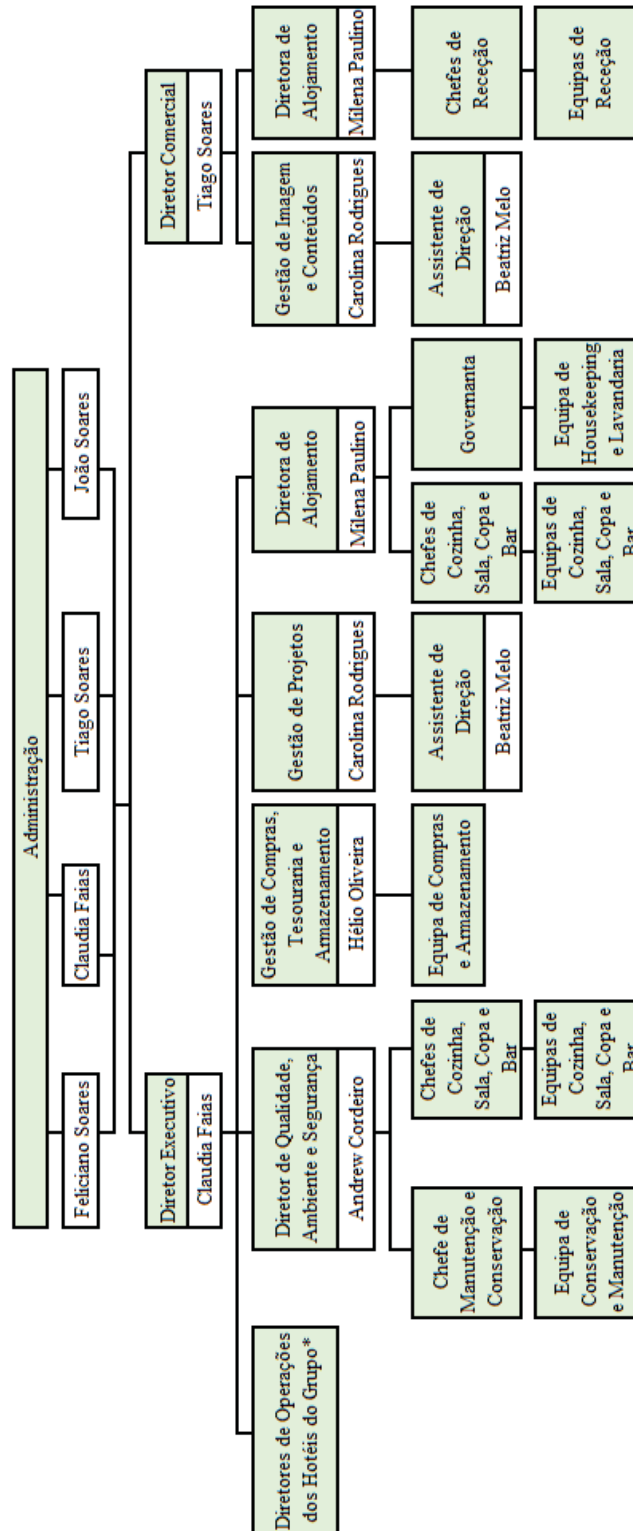 Administração
Feliciano Soares
Claudia Faias
Tiago Soares
João Soares
Diretor Executivo
Claudia Faias
Diretor Comercial
Tiago Soares
Diretores de Operações
dos Hotéis do Grupo*
Diretor de Qualidade,
Ambiente e Segurança
Andrew Cordeiro
Gestão de Compras,
Tesouraria e
Armazenamento
Hélio Oliveira
Gestão de Projetos
Carolina Rodrigues
Diretora de
Alojamento
Milena Paulino
Gestão de Imagem
e Conteúdos
Carolina Rodrigues
Diretora de
Alojamento
Milena Paulino
Chefe de
Manutenção e
Conservação
Chefes de
Cozinha,
Sala, Copa e
Bar
Equipa de Compras
e Armazenamento
Assistente de
Direção
Beatriz Melo
Chefes de
Cozinha,
Sala, Copa e
Bar
Governanta
Assistente de
Direção
Beatriz Melo
Chefes de
Receção
Equipa de
Conservação
e Manutenção
Equipas de
Cozinha,
Sala, Copa e
Bar
Equipas de
Cozinha,
Sala, Copa e
Bar
Equipa de
Housekeeping
e Lavandaria
Equipas de
Receção